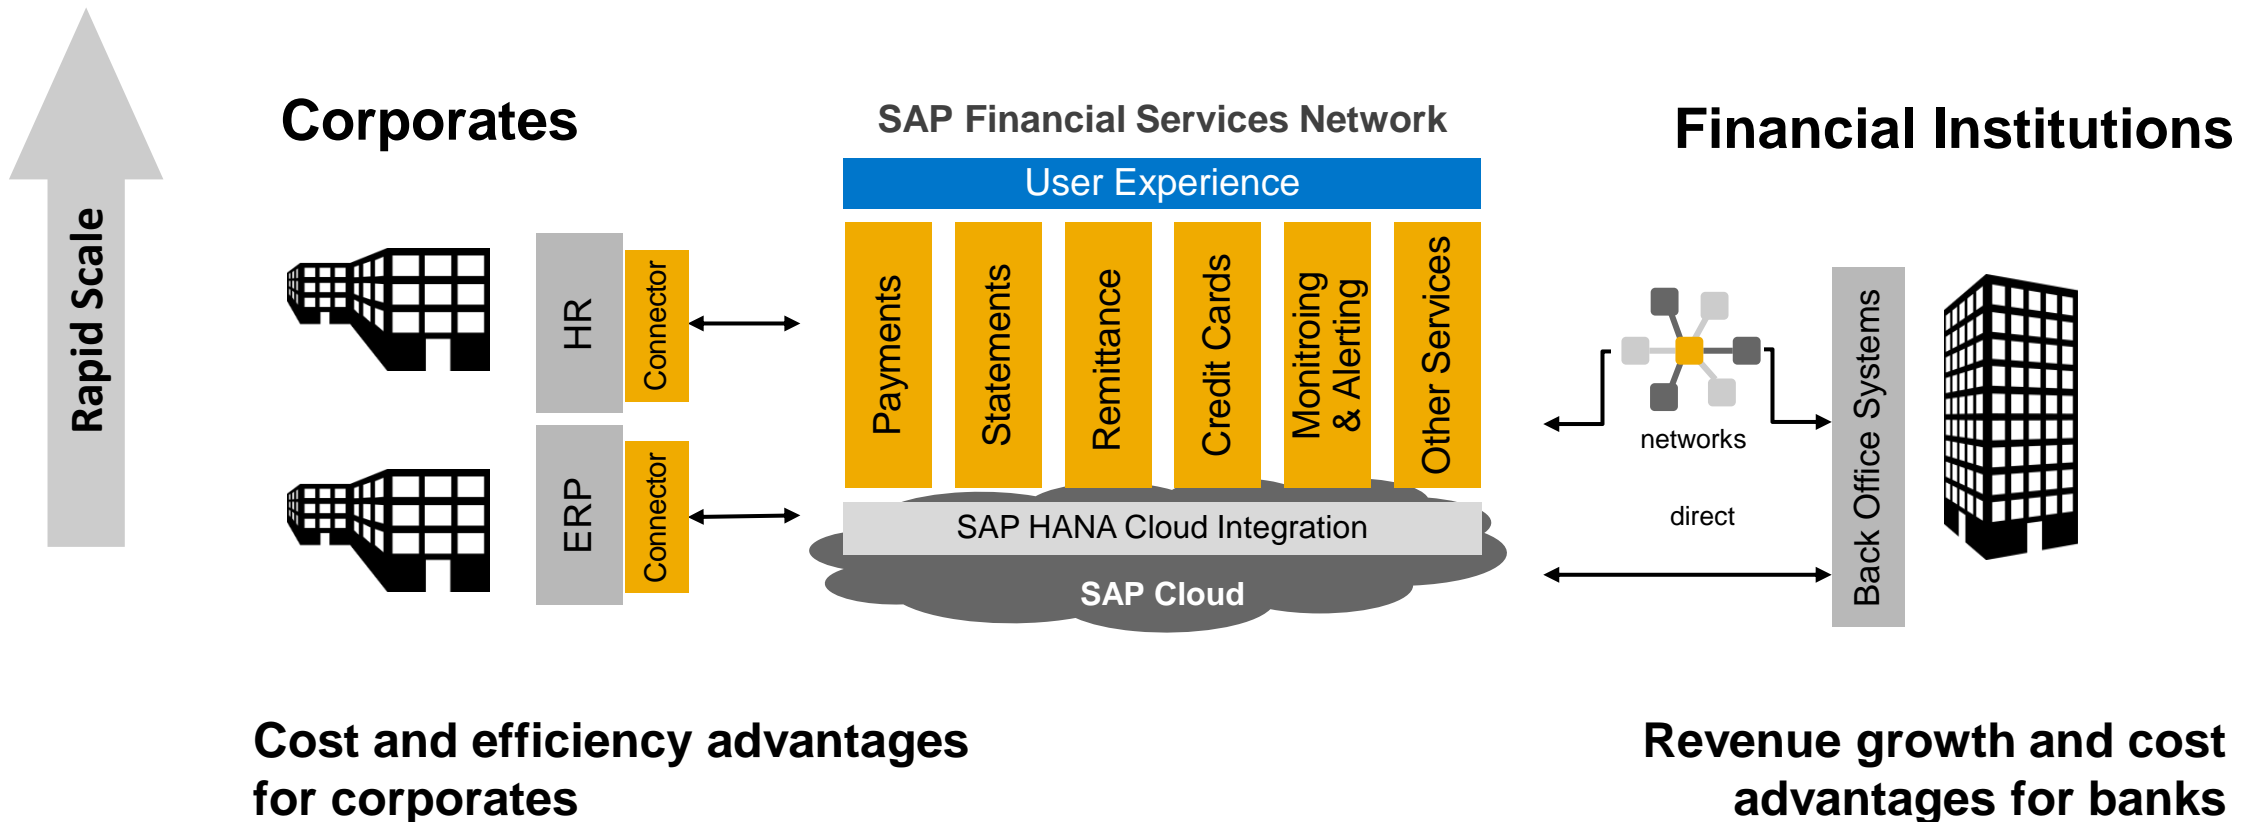 Rapid Scale
Corporates
HR
Connector
ERP
Connector
SAP Financial Services Network
User Experience
Payments
Statements
Remittance
Credit Cards
Monitroing
& Alerting
Other Services
SAP HANA Cloud Integration
SAP Cloud
Financial Institutions
networks
direct
Back Office Systems
Cost and efficiency advantages
for corporates
Revenue growth and cost
advantages for banks